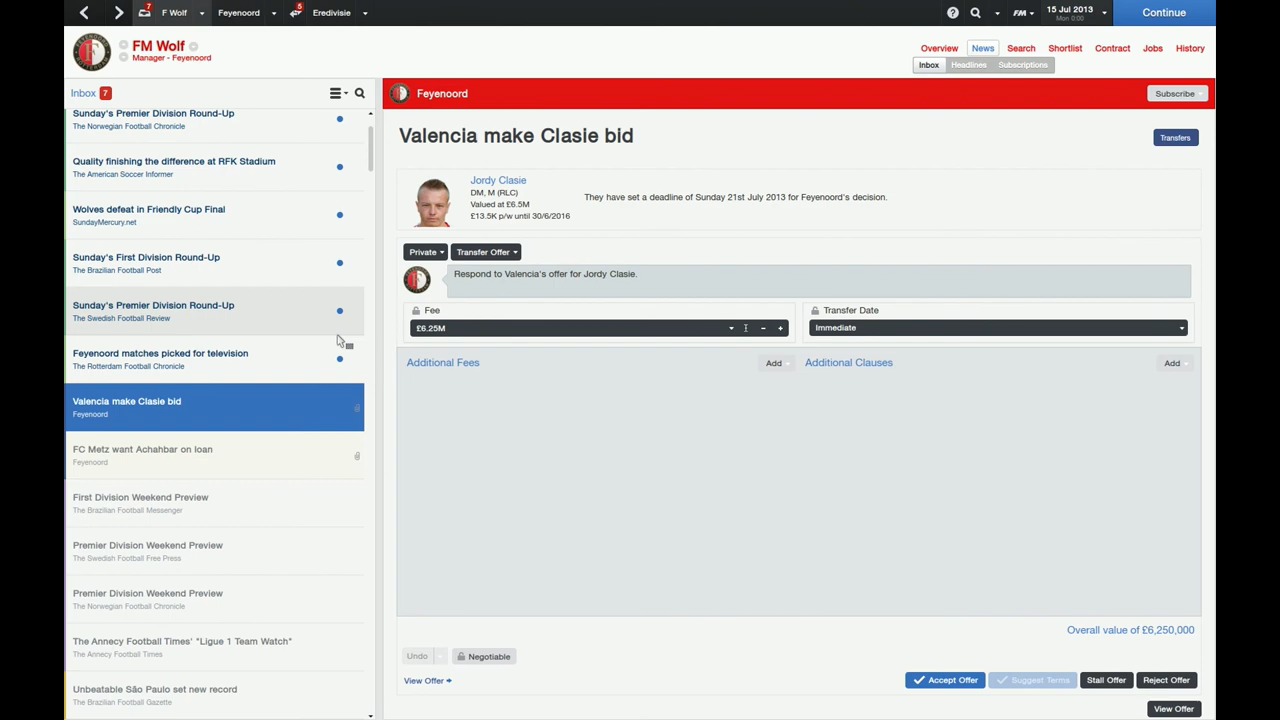 7
F Wolf
Feyenoord
5
Eredivisie
FM
15 Jul 2013
Mon 0:00
Continue
FM Wolf
Manager - Feyenoord
Overview
News
Search
Shortlist
Contract
Jobs
History
Inbox
Headlines
Subscriptions
Inbox 7
Sunday's Premier Division Round-Up
The Norwegian Football Chronicle
Quality finishing the difference at RFK Stadium
The American Soccer Informer
Wolves defeat in Friendly Cup Final
SundayMercury.net
Sunday's First Division Round-Up
The Brazilian Football Post
Sunday's Premier Division Round-Up
The Swedish Football Review
Feyenoord matches picked for television
The Rotterdam Football Chronicle
Valencia make Clasie bid
Feyenoord
FC Metz want Achahbar on loan
Feyenoord
First Division Weekend Preview
The Brazilian Football Messenger
Premier Division Weekend Preview
The Swedish Football Free Press
Premier Division Weekend Preview
The Norwegian Football Chronicle
The Annecy Football Times' "Ligue 1 Team Watch"
The Annecy Football Times
Unbeatable São Paulo set new record
The Brazilian Football Gazette
Feyenoord
Subscribe
Valencia make Clasie bid
Transfers
Jordy Clasie
DM, M (RLC)
Valued at £6.5M
£13.5K p/w until 30/6/2016
They have set a deadline of Sunday 21st July 2013 for Feyenoord's decision.
Private
Transfer Offer
Respond to Valencia's offer for Jordy Clasie.
Fee
£6.25M
Transfer Date
Immediate
Additional Fees
Add
Additional Clauses
Add
Overall value of £6,250,000
Undo
Negotiable
View Offer
Accept Offer
Suggest Terms
Stall Offer
Reject Offer
View Offer